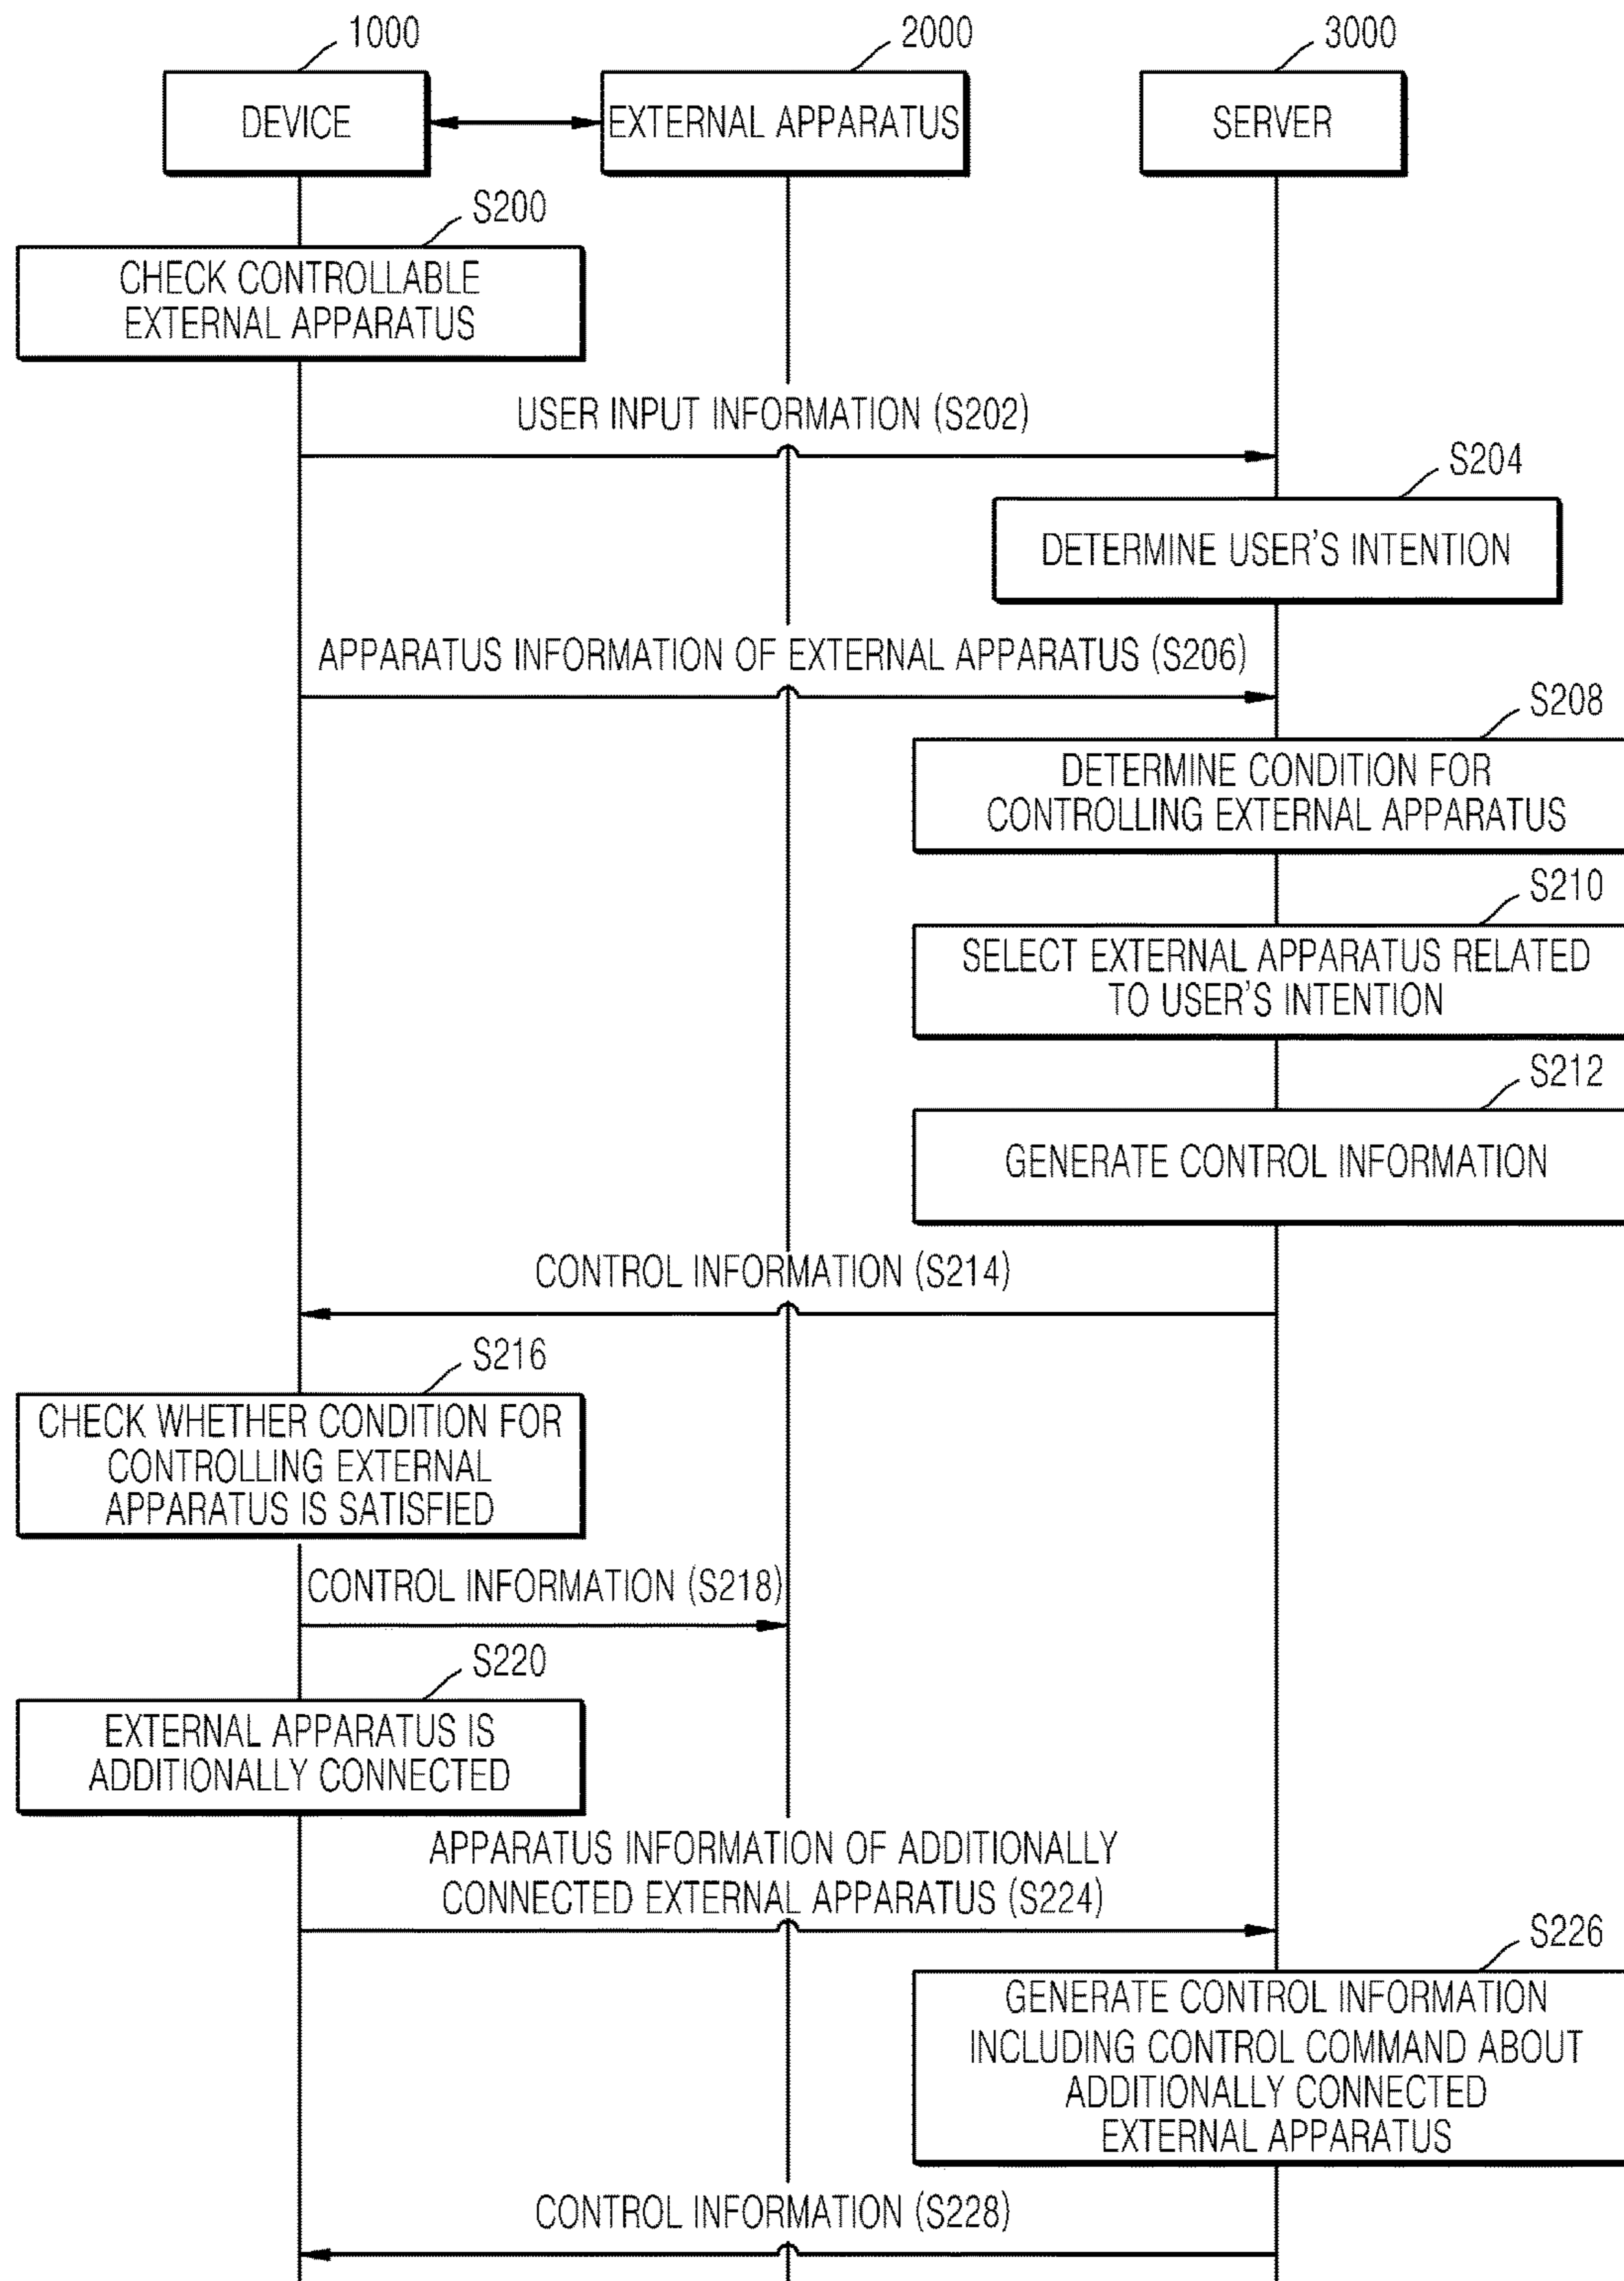 1000
2000
3000
DEVICE
EXTERNAL APPARATUS
SERVER
S200
CHECK CONTROLLABLE
EXTERNAL APPARATUS
USER INPUT INFORMATION (S202)
S204
DETERMINE USER'S INTENTION
APPARATUS INFORMATION OF EXTERNAL APPARATUS (S206)
S208
DETERMINE CONDITION FOR
CONTROLLING EXTERNAL APPARATUS
S210
SELECT EXTERNAL APPARATUS RELATED
TO USER'S INTENTION
S212
GENERATE CONTROL INFORMATION
CONTROL INFORMATION (S214)
S216
CHECK WHETHER CONDITION FOR
CONTROLLING EXTERNAL
APPARATUS IS SATISFIED
CONTROL INFORMATION (S218)
S220
EXTERNAL APPARATUS IS
ADDITIONALLY CONNECTED
APPARATUS INFORMATION OF ADDITIONALLY
CONNECTED EXTERNAL APPARATUS (S224)
S226
GENERATE CONTROL INFORMATION
INCLUDING CONTROL COMMAND ABOUT
ADDITIONALLY CONNECTED
EXTERNAL APPARATUS
CONTROL INFORMATION (S228)